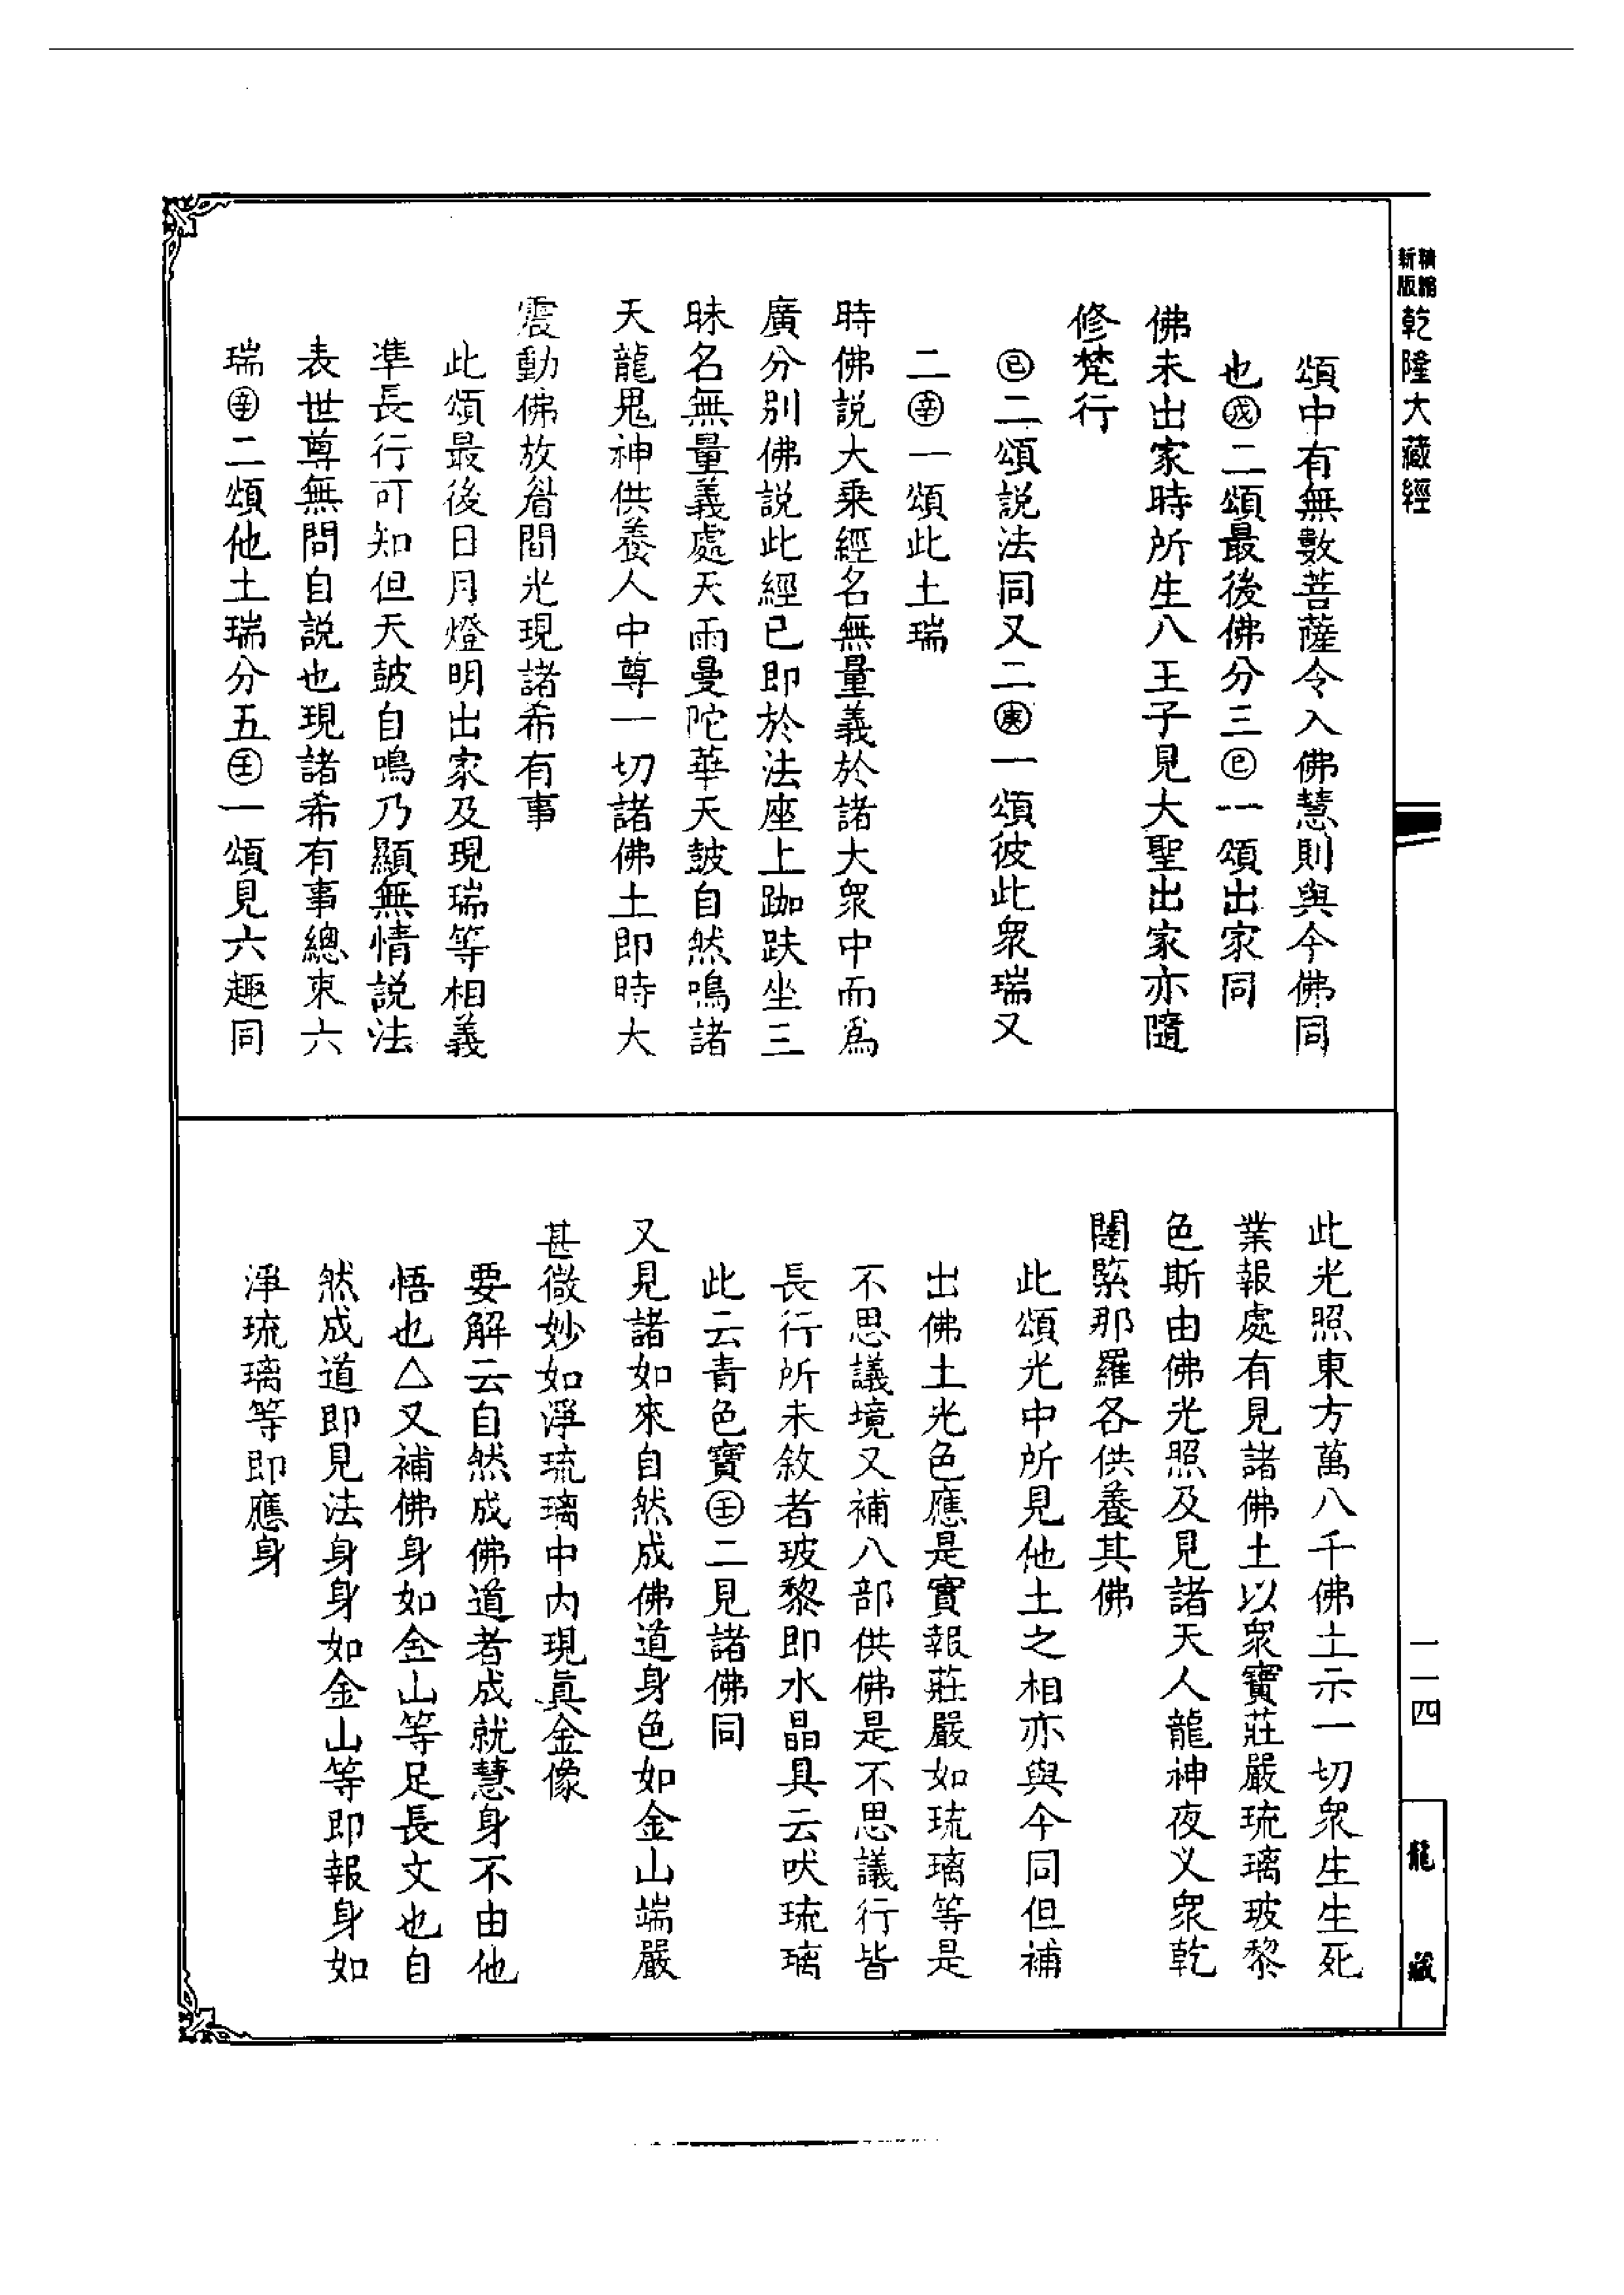 精縮
新版
乾隆大藏經
頌中有無數菩薩令入佛慧則與今佛同
也㊍二頌最後佛分三㊁一頌出家同
佛未出家時所生八王子見大聖出家亦隨
修梵行
㊁二頌說法同又二㊂一頌彼此衆瑞又
二㊛一頌此土瑞
時佛說大乘經名無量義於諸大衆中而爲
廣分別佛說此經已即於法座上跏趺坐三
昧名無量義處天雨曼陀華天鼓自然鳴諸
天龍鬼神供養人中尊一切諸佛土即時大
震動佛放眉間光現諸希有事
此頌最後日月燈明出家及現瑞等相義
準長行可知但天鼓自鳴乃顯無情說法
表世尊無問自說也現諸希有事總束六
瑞辛二頌他土瑞分五壬一頌見六趣同
此光照東方萬八千佛土示一切衆生生死
業報處有見諸佛土以衆寶莊嚴琉璃玻黎
色斯由佛光照及見諸天人龍神夜叉衆乾
闥緊那羅各供養其佛
此頌光中所見他土之相亦與今同但補
出佛土光色應是實報莊嚴如琉璃等是
不思議境又補八部供佛是不思議行皆
長行所未敘者玻黎即水晶具云吠琉璃
此云青色寶壬二見諸佛同
又見諸如來自然成佛道身色如金山端嚴
甚微妙如淨琉璃中內現眞金像
要解云自然成佛道者成就慧身不由他
悟也△又補佛身如金山等足長文也自
然成道即見法身身如金山等即報身如
淨琉璃等即應身
一一四
龍藏